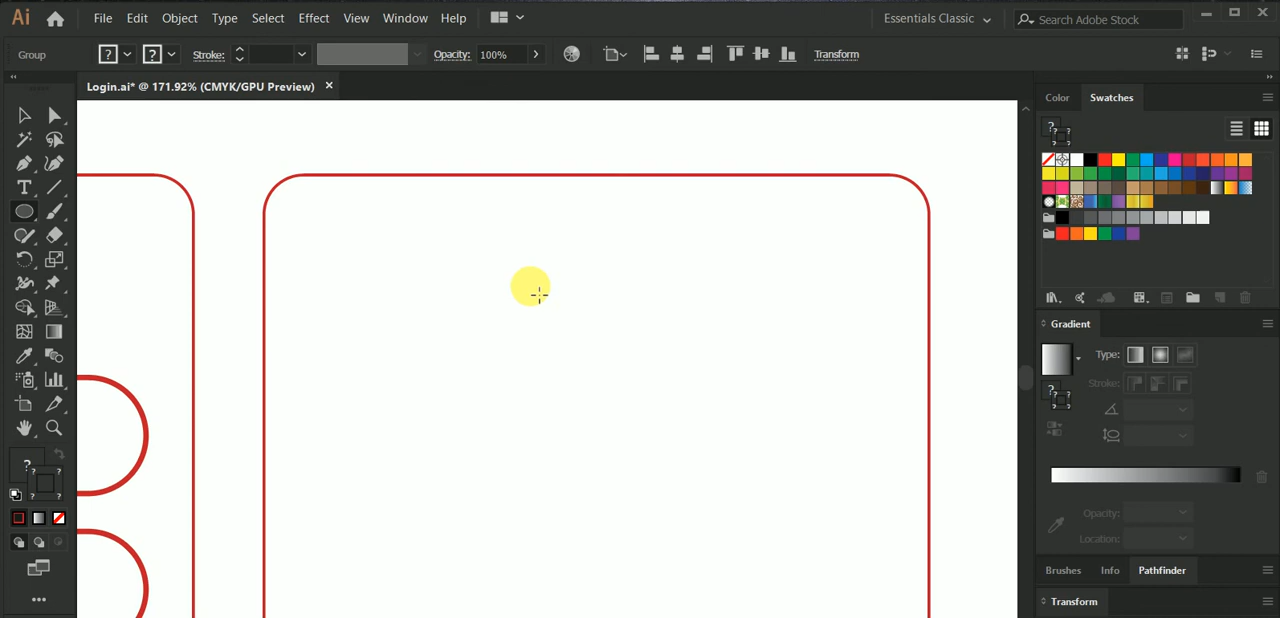 Ai File Edit Object Type Select Effect View Window Help Essentials Classic Search Adobe Stock
Group ? ? Stroke: Opacity: 100% Transform
Login.ai* @ 171.92% (CMYK/GPU Preview) ×
Color Swatches
?
Gradient
Type:
Stroke:
?
?
Opacity:
Location:
Brushes Info Pathfinder
Transform